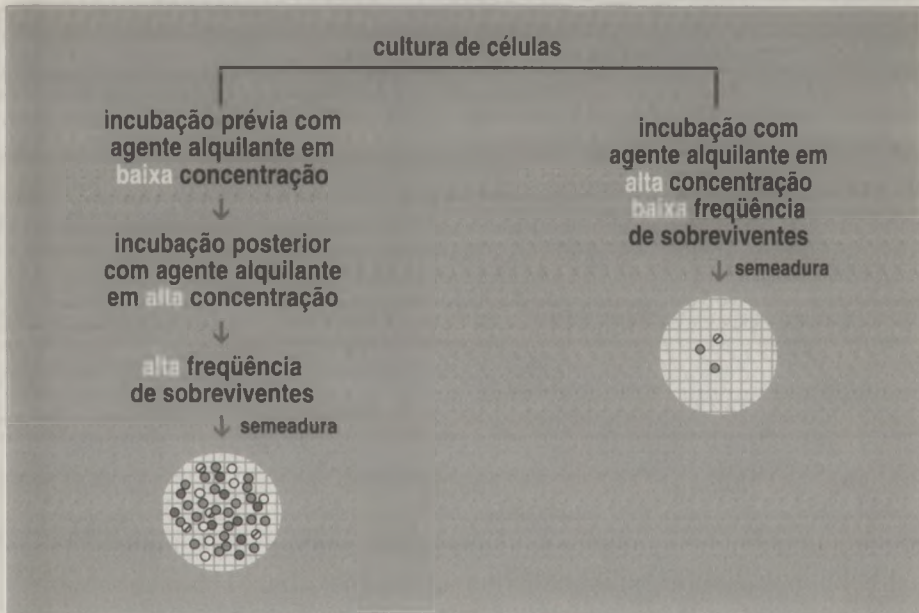 cultura de células
incubação prévia com
agente alquilante em
baixa concentração
incubação posterior
com agente alquilante
em alta concentração
alta freqüência
de sobreviventes
semeadura
incubação com
agente alquilante em
alta concentração
baixa freqüência
de sobreviventes
semeadura